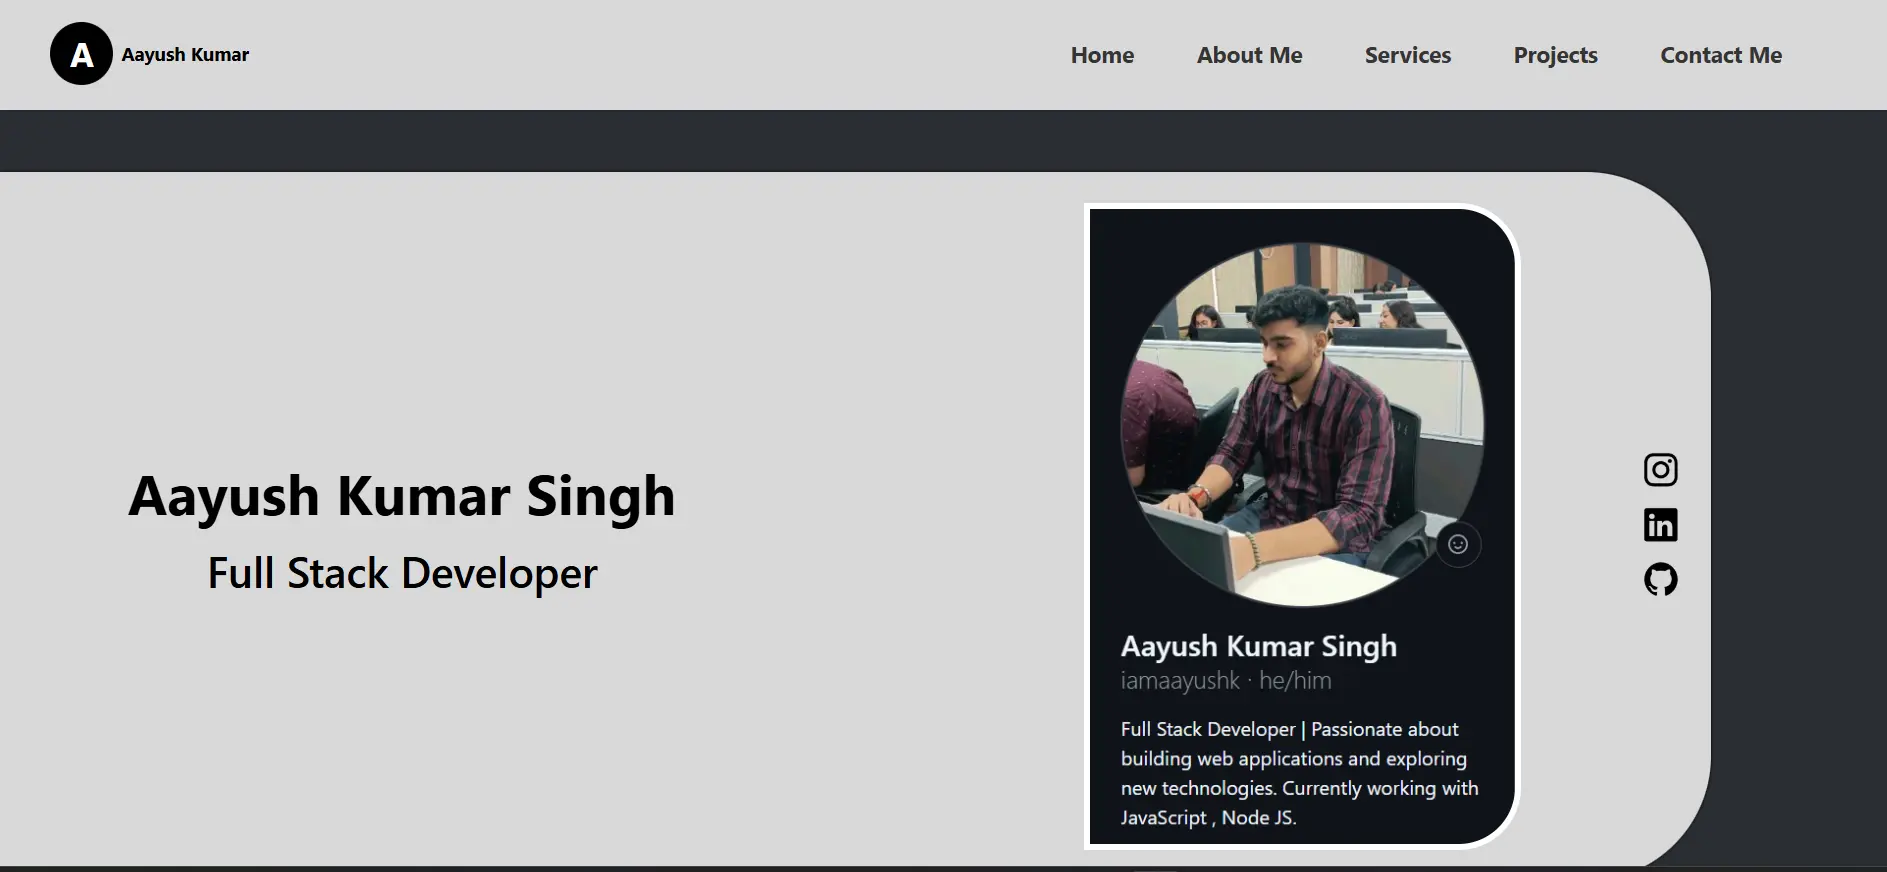 A Aayush Kumar
Home About Me Services Projects Contact Me
Aayush Kumar Singh
Full Stack Developer
Aayush Kumar Singh
iamaayushk · he/him
Full Stack Developer | Passionate about
building web applications and exploring
new technologies. Currently working with
JavaScript , Node JS.
in